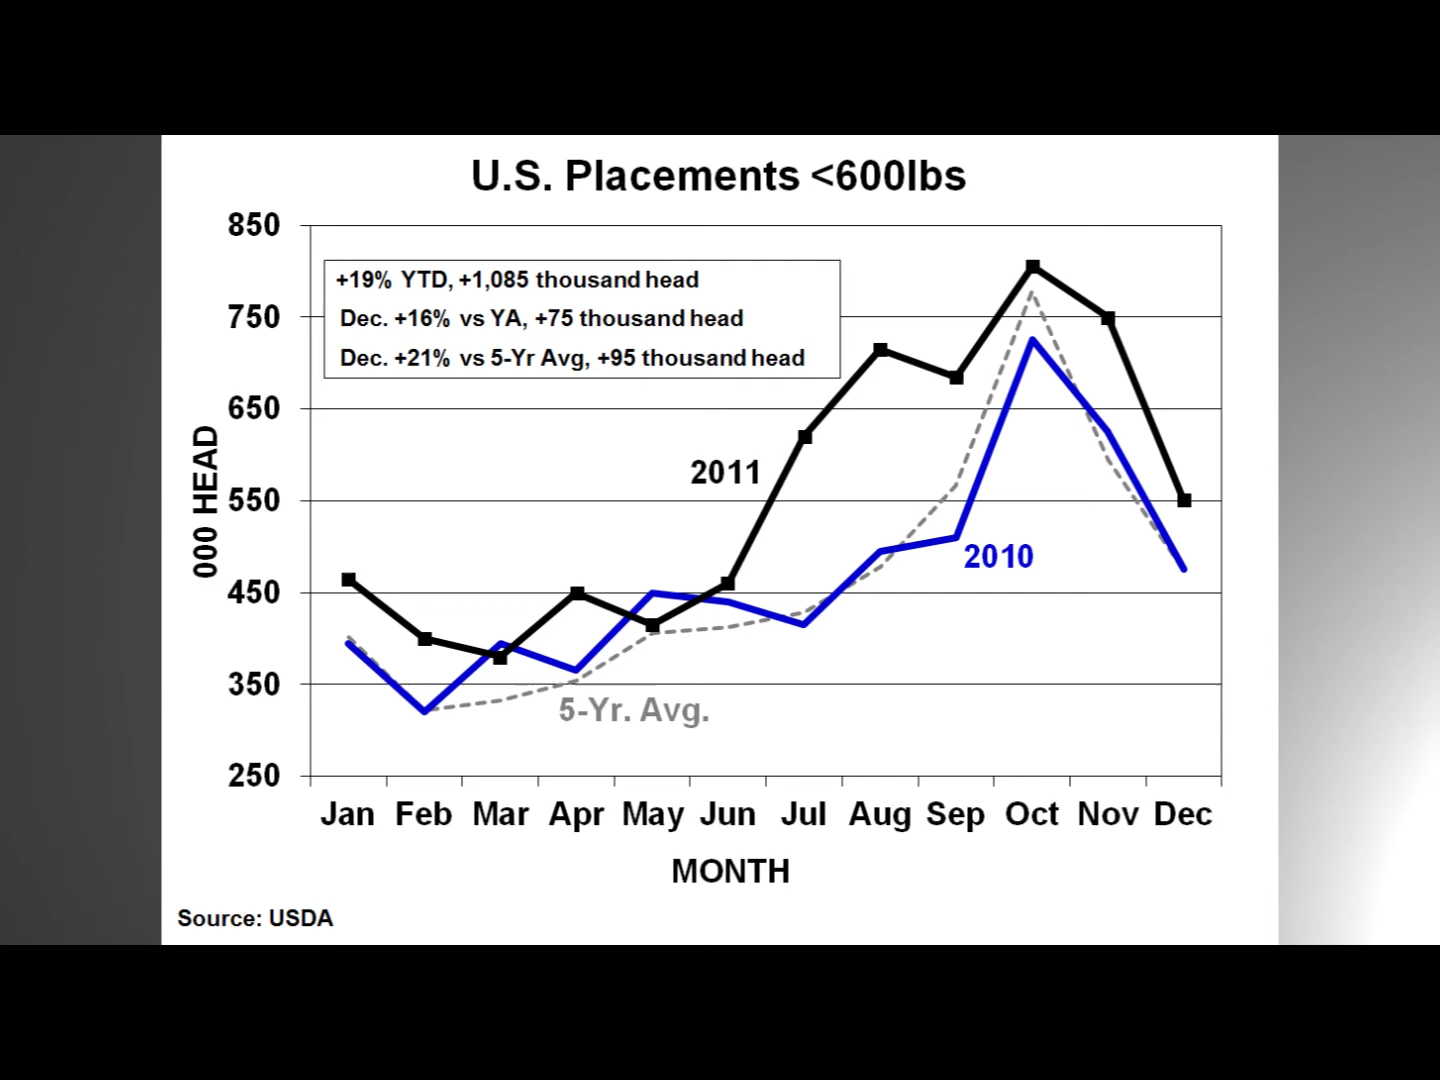 U.S. Placements <600lbs
850
+19% YTD, +1,085 thousand head
750
Dec. +16% vs YA, +75 thousand head
Dec. +21% vs 5-Yr Avg, +95 thousand head
650
000 HEAD
2011
550
2010
450
350
5-Yr. Avg.
250
Jan Feb Mar Apr May Jun Jul Aug Sep Oct Nov Dec
MONTH
Source: USDA